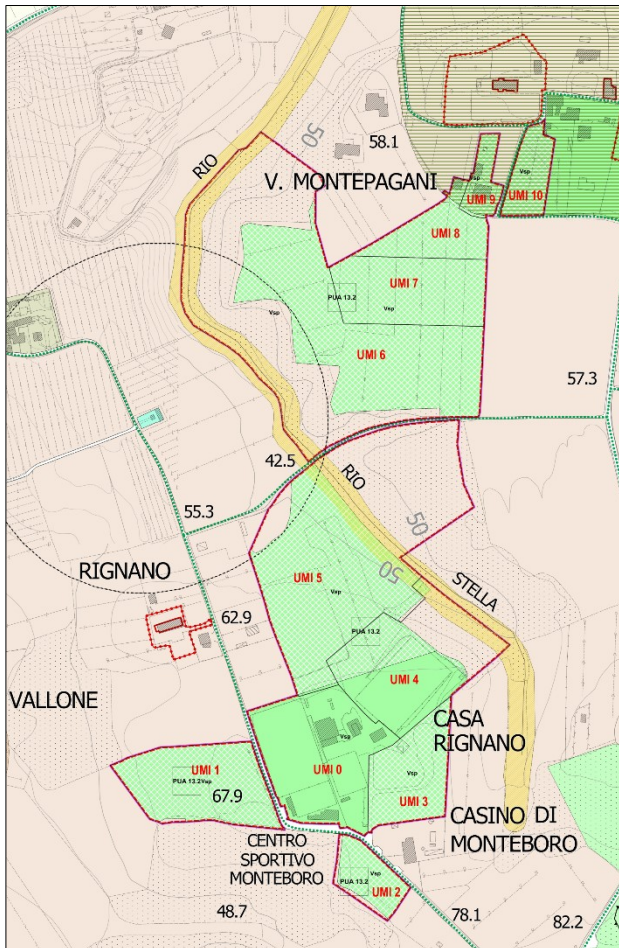 50
58.1
RIO
V. MONTEPAGANI
Vsp
Vsp
UMI 9
UMI 10
UMI 8
UMI 7
PUA 13.2
Vsp
Vsp
UMI 6
57.3
42.5
RIO
55.3
50
RIGNANO
UMI 5
50
Vsp
STELLA
62.9
PUA 13.2
UMI 4
VALLONE
CASA
RIGNANO
Vsp
UMI 1
UMI 0
Vsp
PUA 13.2
Vsp
67.9
UMI 3
CASINO DI
MONTEBORO
CENTRO
SPORTIVO
MONTEBORO
Vsp
PUA 13.2
UMI 2
48.7
78.1
82.2